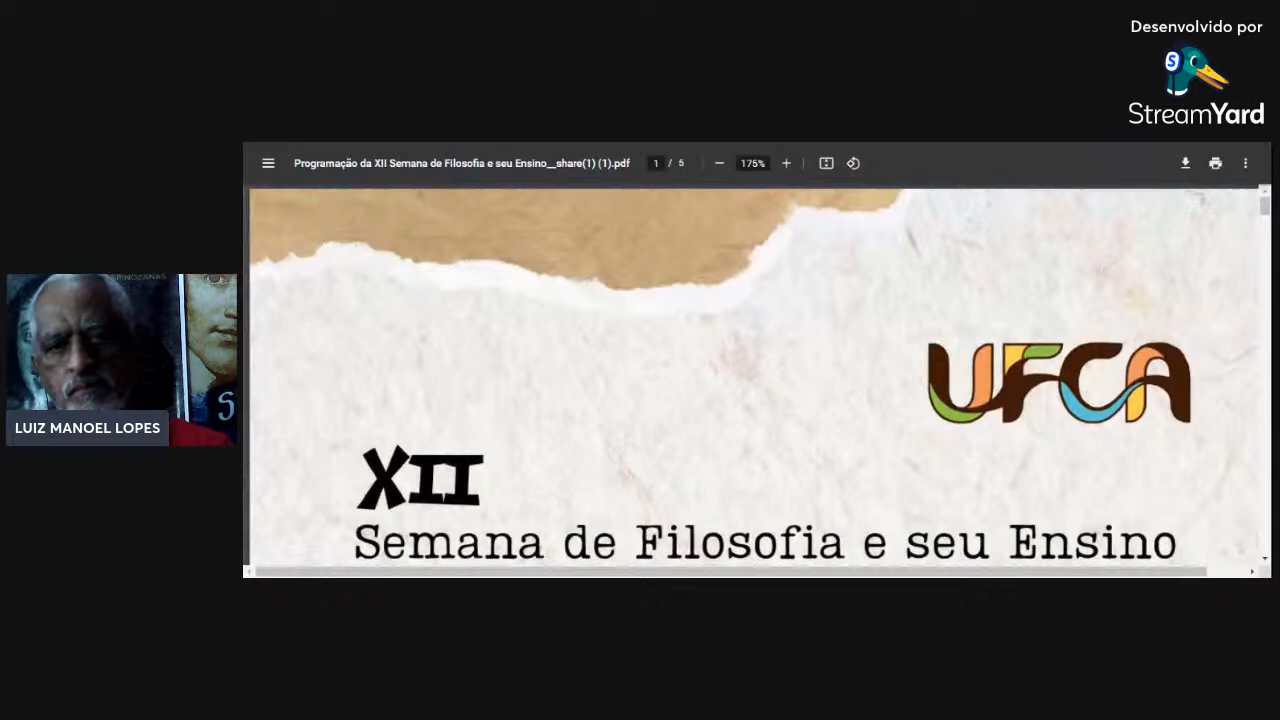 Desenvolvido por
StreamYard
Programação da XII Semana de Filosofia e seu Ensino__share(1) (1).pdf
1 / 5
175%
UFCA
XII
Semana de Filosofia e seu Ensino
LUIZ MANOEL LOPES